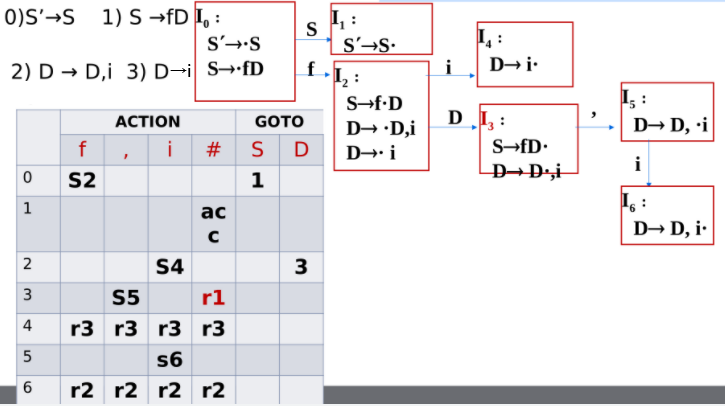 0)S’→S 1) S →fD
2) D → D,i 3) D→i
I0 :
S´→·S
S→·fD
S
f
I1 :
S´→S·
I2 :
S→f·D
D→ ·D,i
D→· i
i
D
I4 :
D→ i·
I3 :
S→fD·
D→ D·,i
,
I5 :
D→ D, ·i
i
I6 :
D→ D, i·
ACTION GOTO
f , i # S D
0 S2 1
1 ac
c
2 S4 3
3 S5 r1
4 r3 r3 r3 r3
5 s6
6 r2 r2 r2 r2